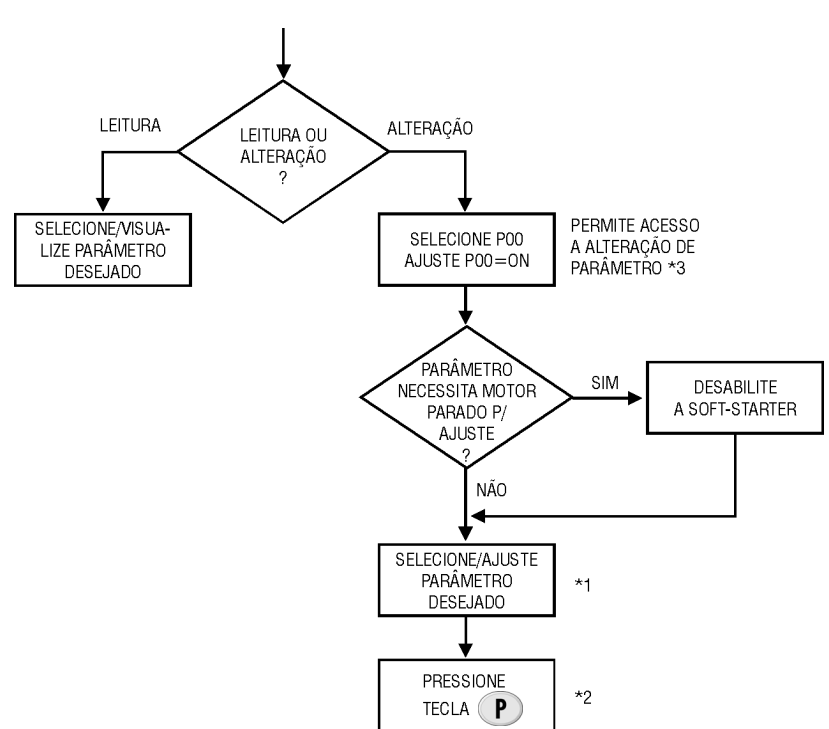 LEITURA
LEITURA OU
ALTERAÇÃO
?
ALTERAÇÃO
SELECIONE/VISUA-
LIZE PARÂMETRO
DESEJADO
SELECIONE P00
AJUSTE P00=ON
PERMITE ACESSO
A ALTERAÇÃO DE
PARÂMETRO *3
PARÂMETRO
NECESSITA MOTOR
PARADO P/
AJUSTE
?
SIM
DESABILITE
A SOFT-STARTER
NÃO
SELECIONE/AJUSTE
PARÂMETRO
DESEJADO
*1
PRESSIONE
TECLA P
*2